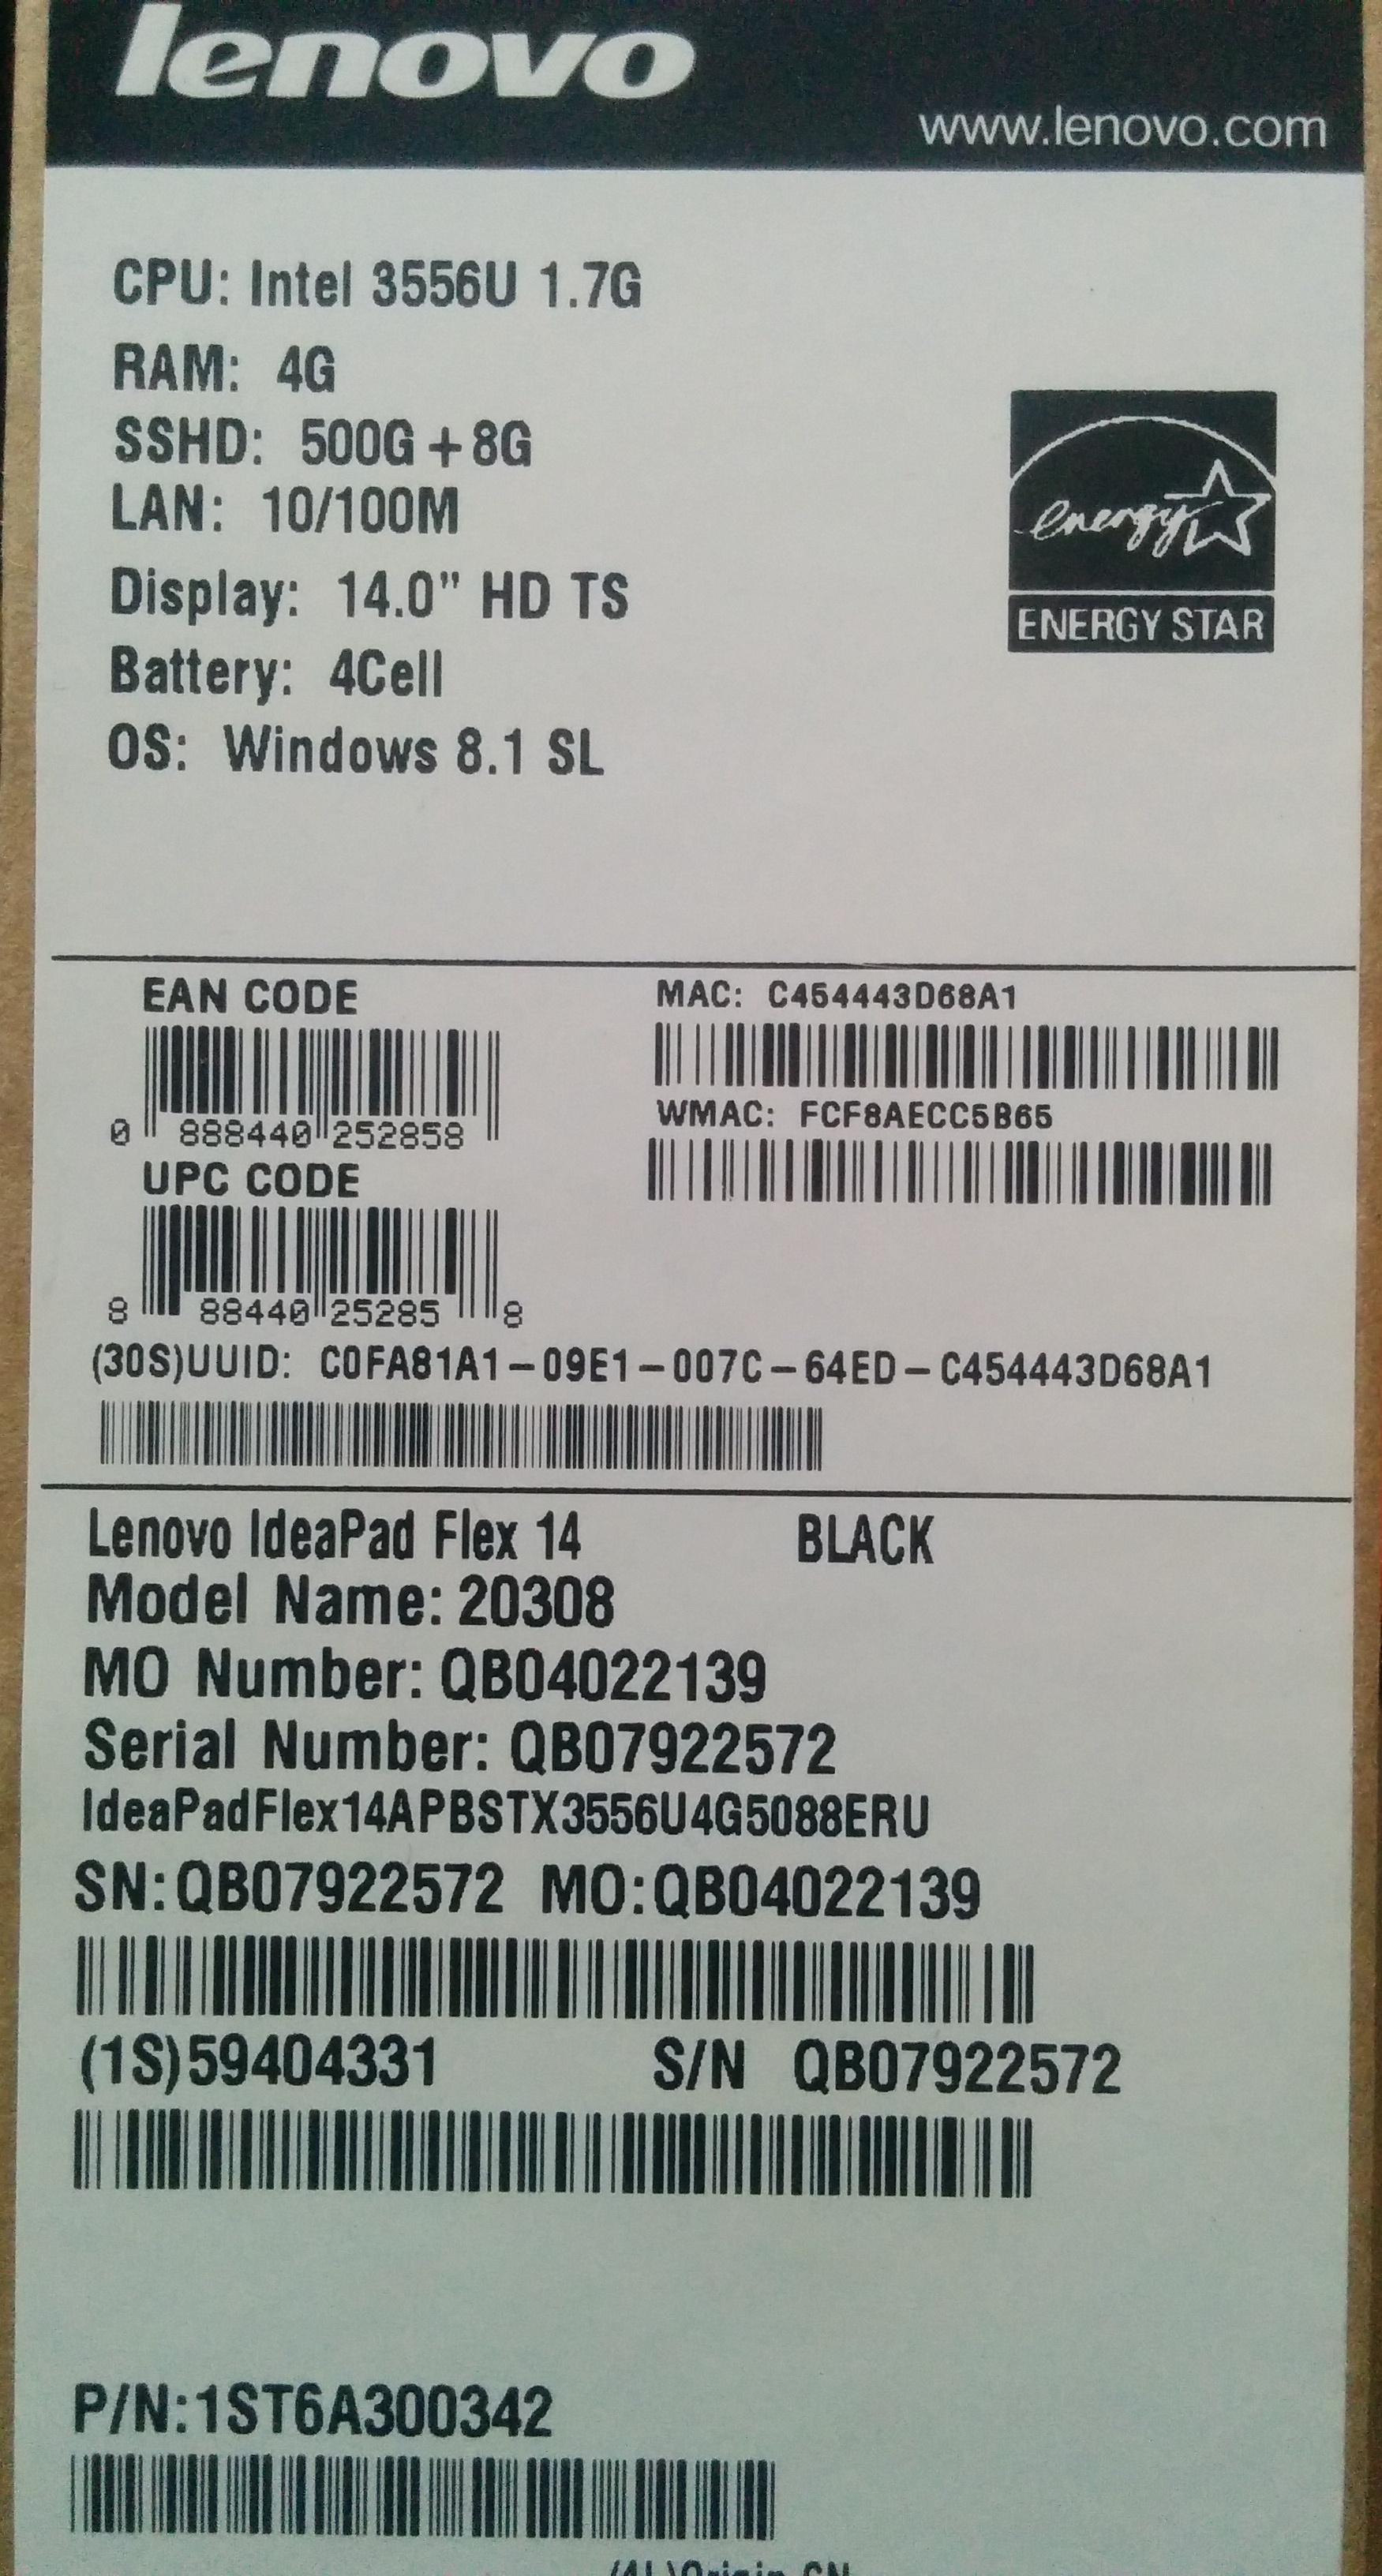 lenovo
www.lenovo.com
CPU: Intel 3556U 1.7G
RAM: 4G
SSHD: 500G+8G
LAN: 10/100M
Display: 14.0" HD TS
Battery: 4Cell
OS: Windows 8.1 SL
energy
ENERGY STAR
EAN CODE
0 888440 252858
UPC CODE
8 88440 25285 8
MAC: C454443D68A1
WMAC: FCF8AECC5B65
(30S)UUID: C0FA81A1-09E1-007C-64ED-C454443D68A1
Lenovo IdeaPad Flex 14 BLACK
Model Name: 20308
MO Number: QB04022139
Serial Number: QB07922572
IdeaPadFlex14APBSTX3556U4G5088ERU
SN:QB07922572 MO:QB04022139
(1S)59404331 S/N QB07922572
P/N:1ST6A300342
(4L)Origin CN